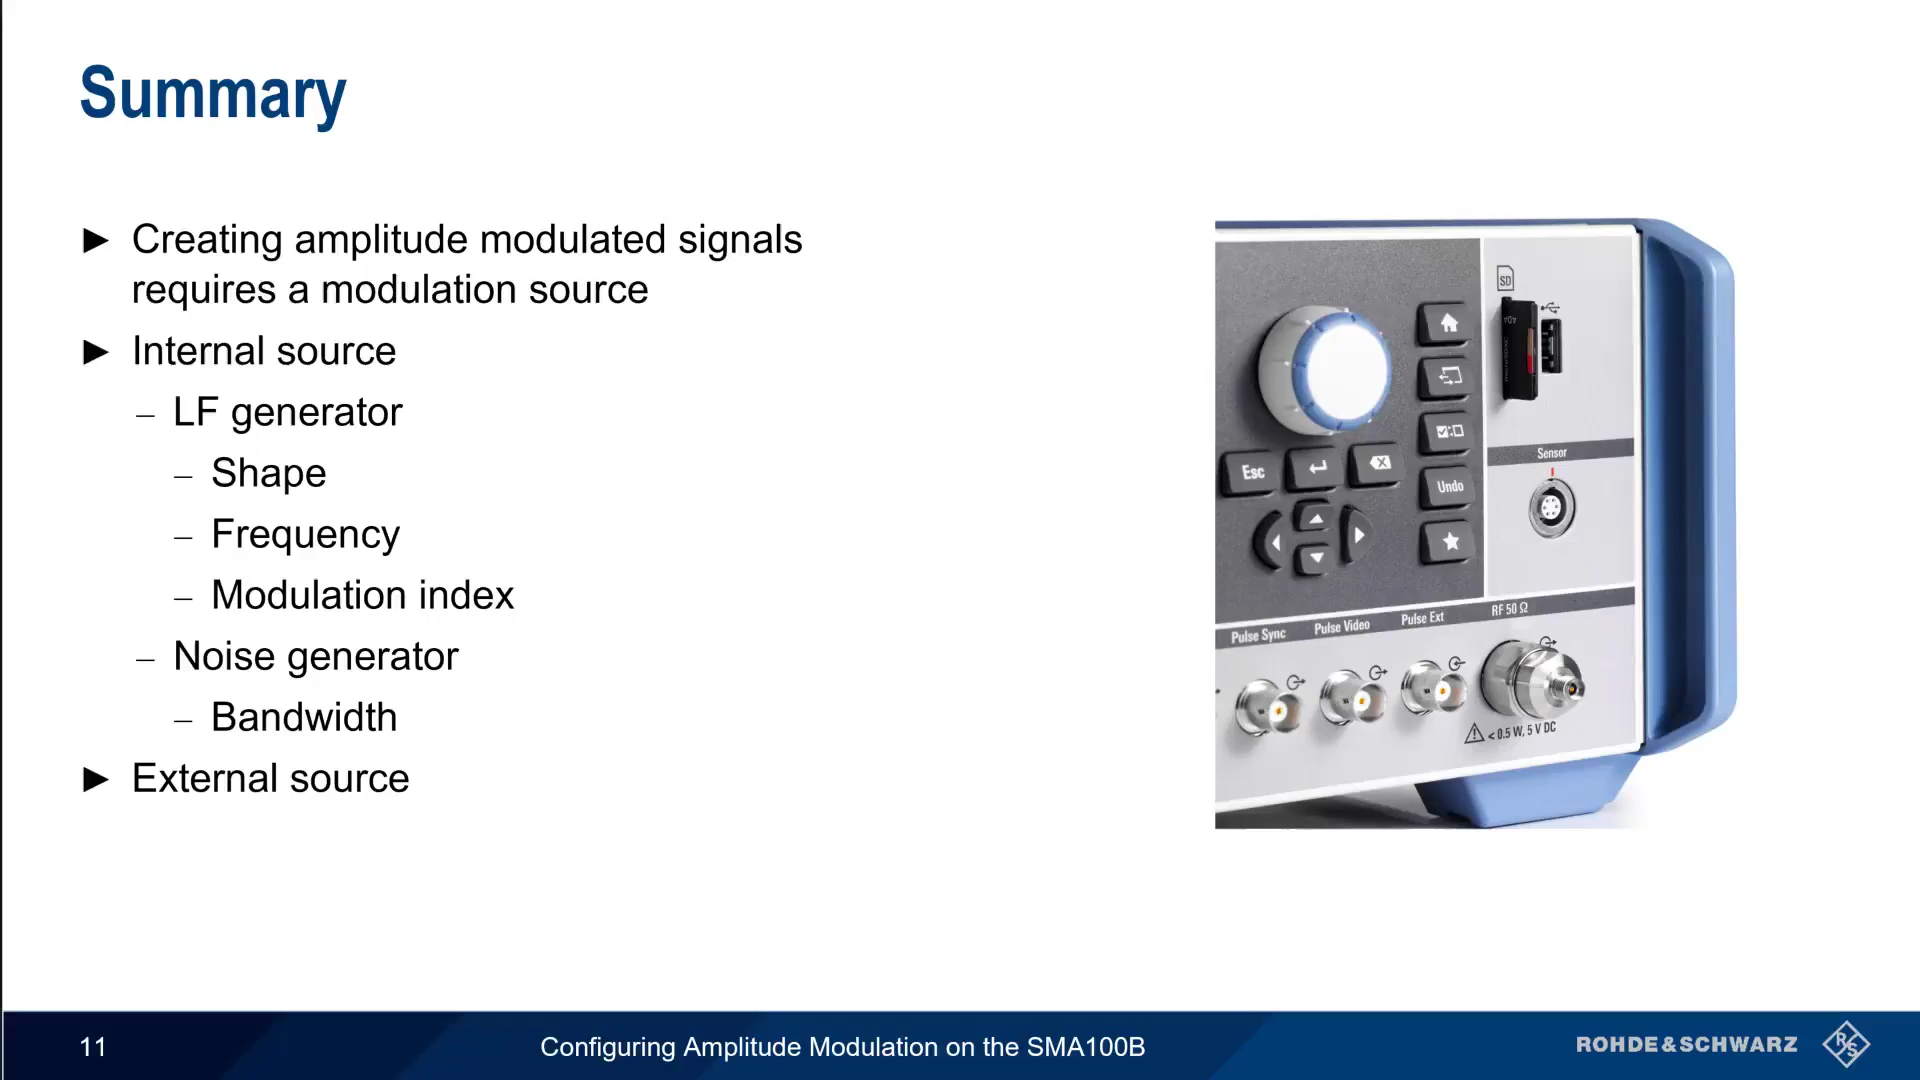 Summary
► Creating amplitude modulated signals
requires a modulation source
► Internal source
– LF generator
– Shape
– Frequency
– Modulation index
– Noise generator
– Bandwidth
► External source
SD
Esc
Undo
Sensor
Pulse Sync
Pulse Video
Pulse Ext
RF 50 Ω
< 0.5 W, 5 V DC
11
Configuring Amplitude Modulation on the SMA100B
ROHDE&SCHWARZ
R&S